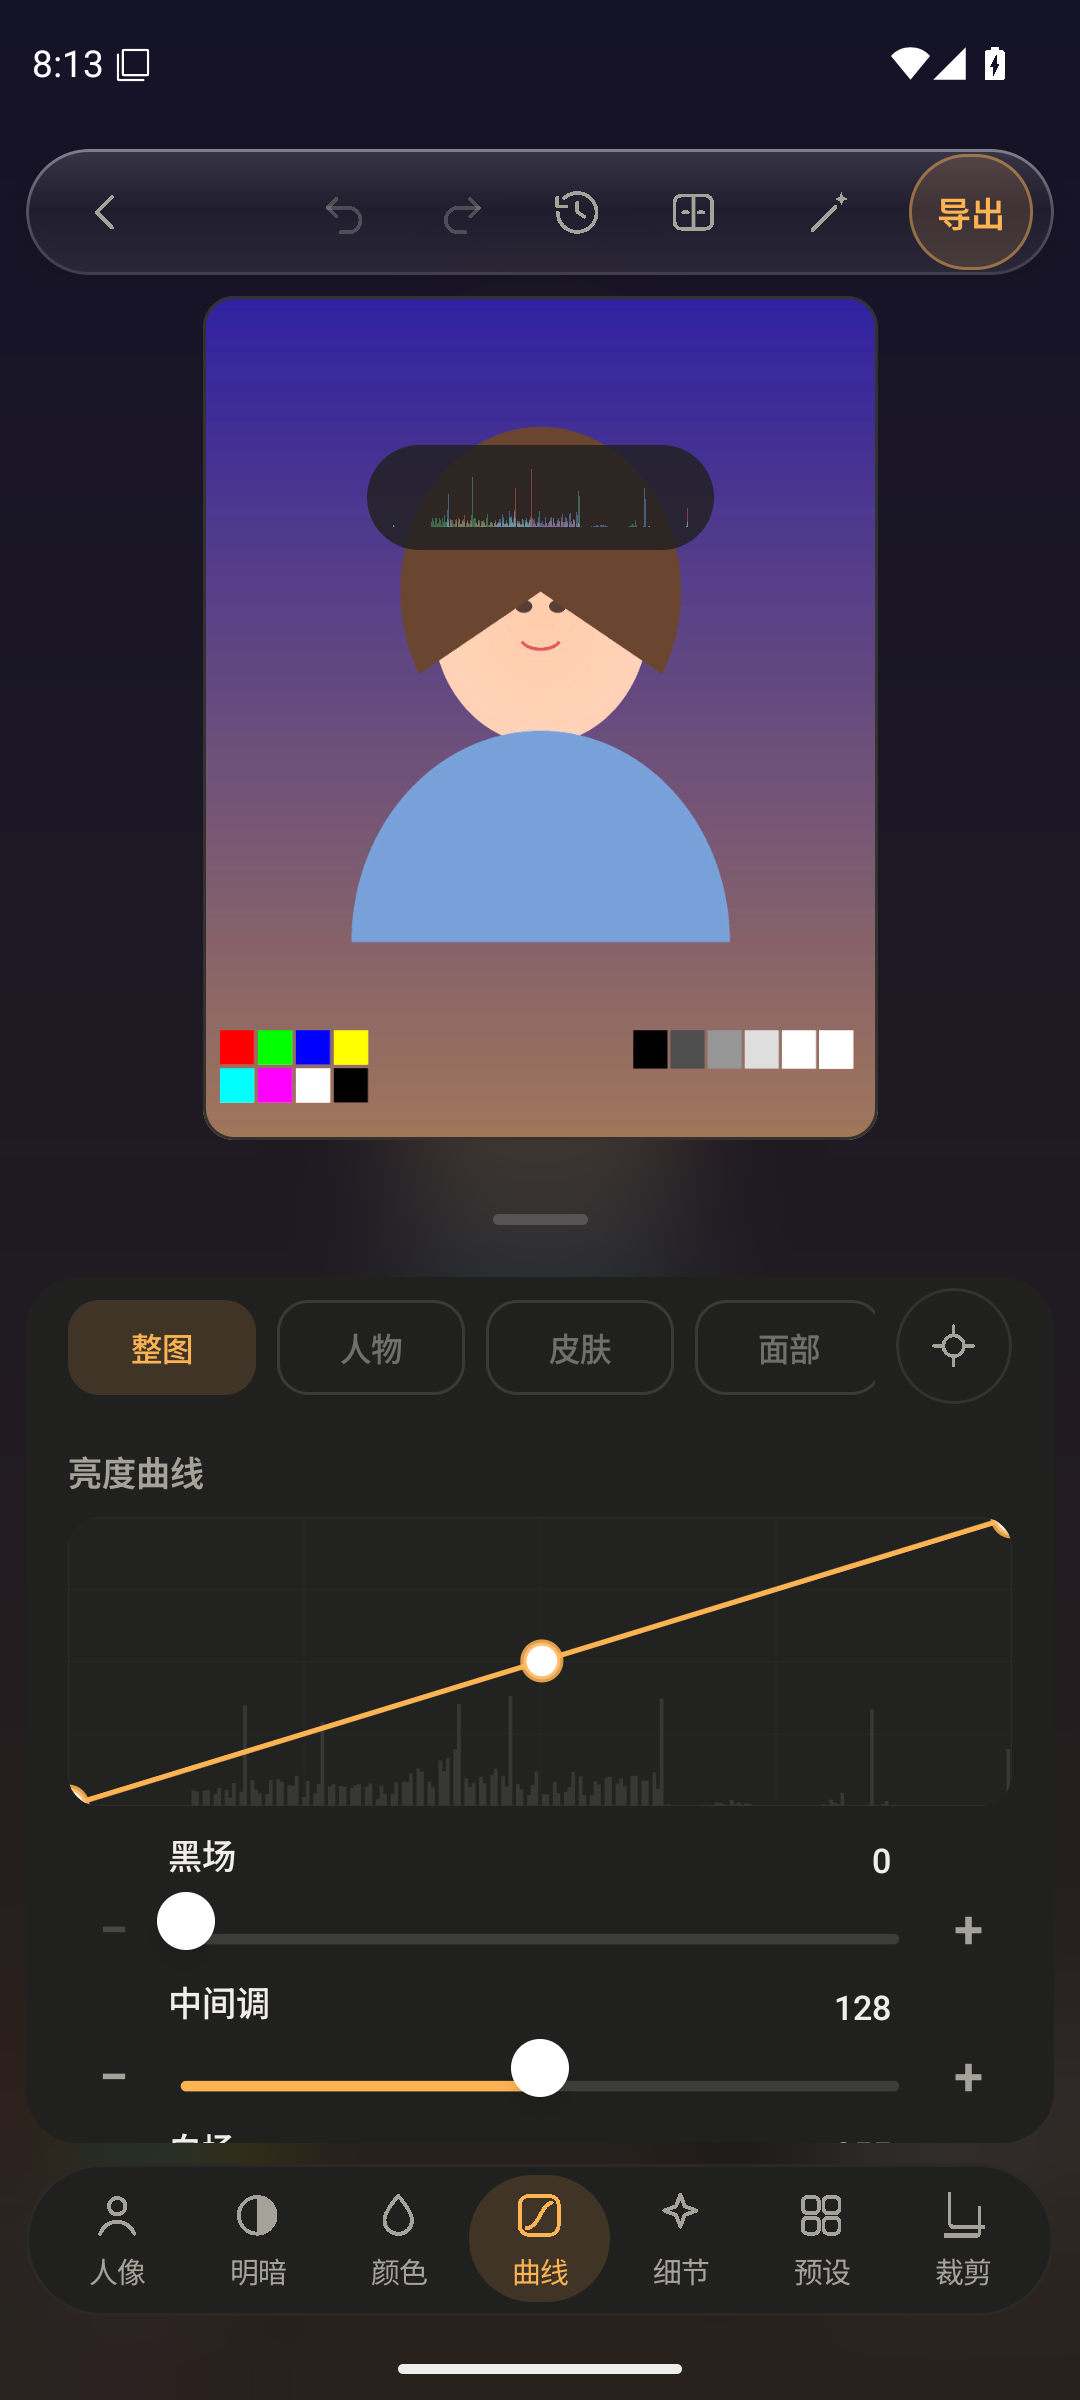 8:13
导出
整图 人物 皮肤 面部
亮度曲线
黑场 0
中间调 128
人像 明暗 颜色 曲线 细节 预设 裁剪